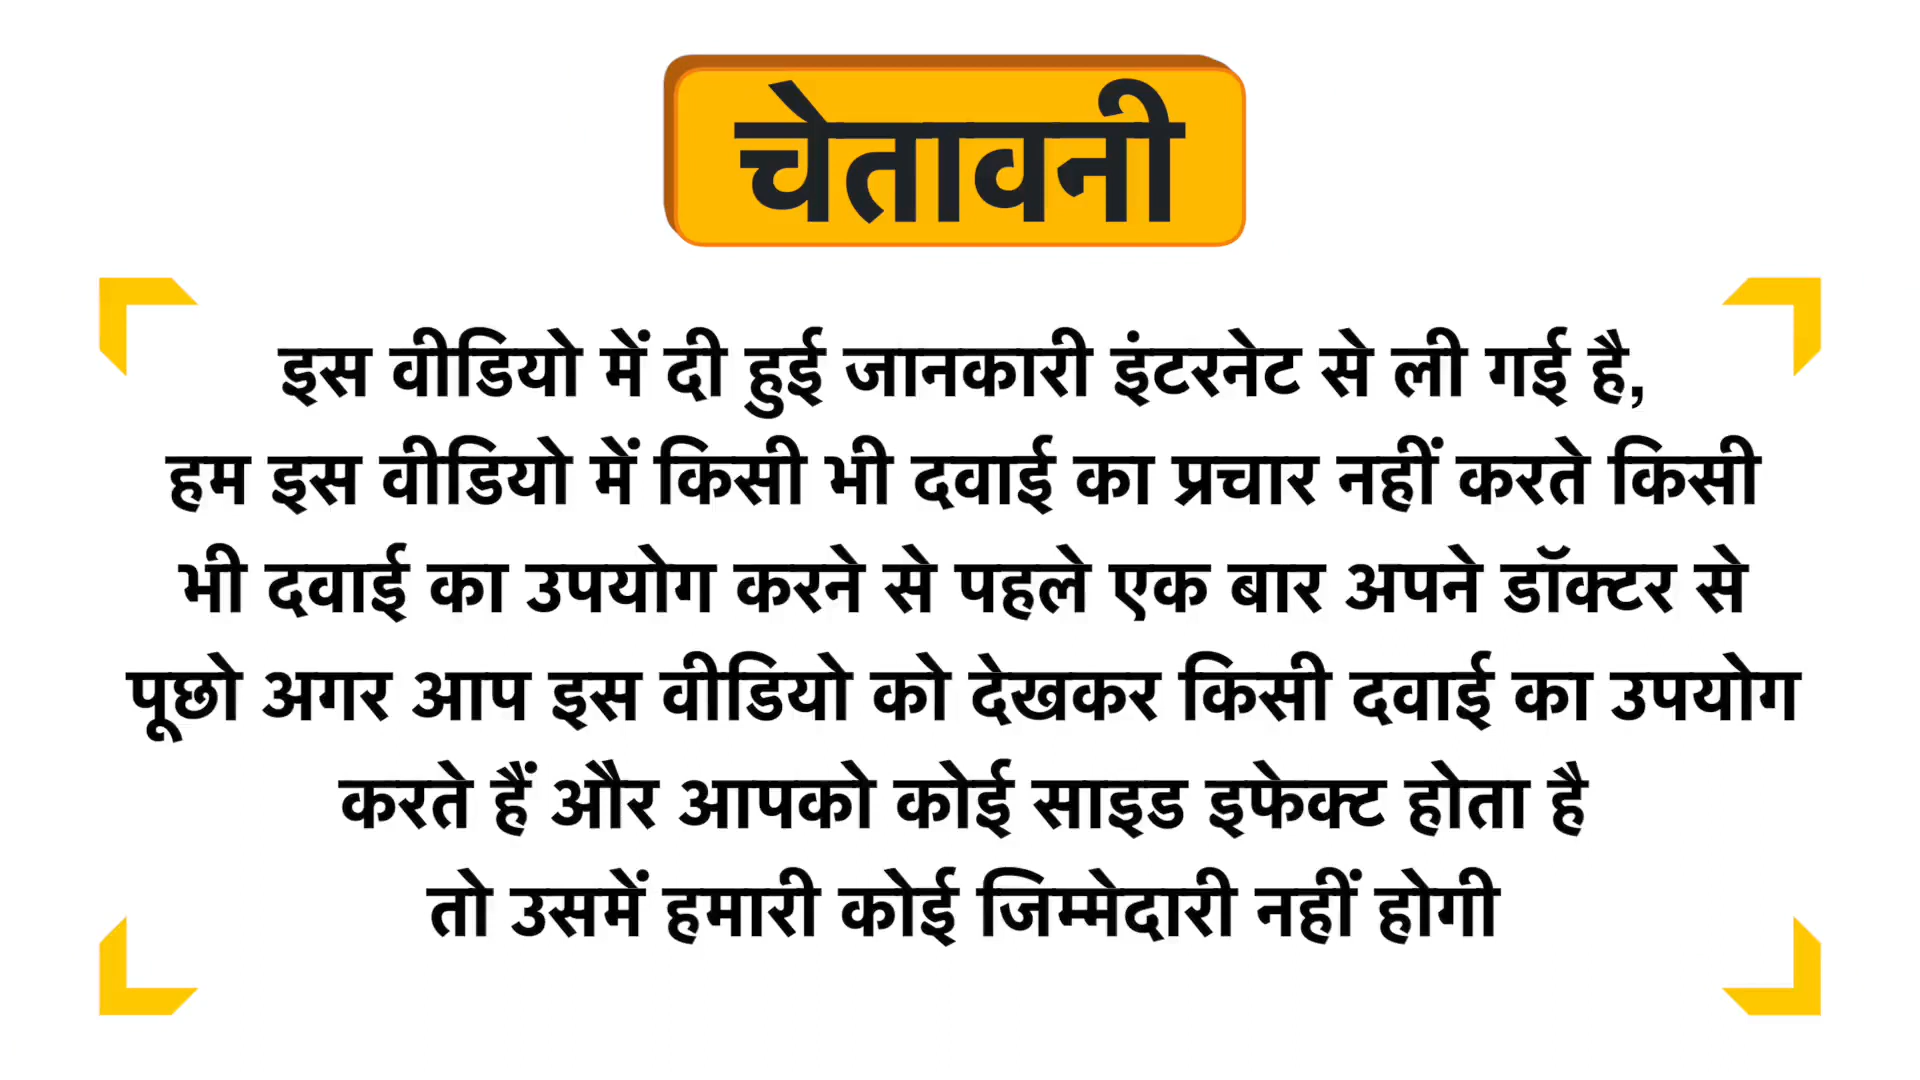 चेतावनी
इस वीडियो में दी हुई जानकारी इंटरनेट से ली गई है,
हम इस वीडियो में किसी भी दवाई का प्रचार नहीं करते किसी
भी दवाई का उपयोग करने से पहले एक बार अपने डॉक्टर से
पूछो अगर आप इस वीडियो को देखकर किसी दवाई का उपयोग
करते हैं और आपको कोई साइड इफेक्ट होता है
तो उसमें हमारी कोई जिम्मेदारी नहीं होगी